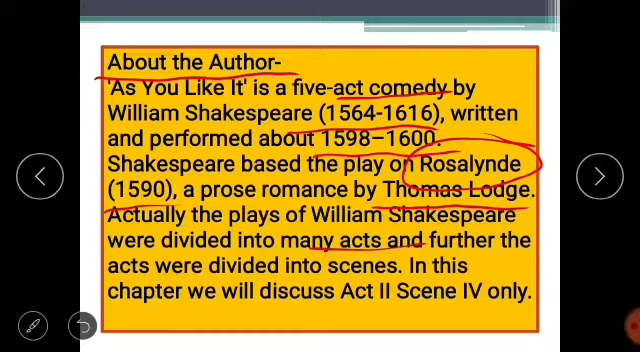 About the Author-
'As You Like It' is a five-act comedy by
William Shakespeare (1564-1616), written
and performed about 1598–1600.
Shakespeare based the play on Rosalynde
(1590), a prose romance by Thomas Lodge.
Actually the plays of William Shakespeare
were divided into many acts and further the
acts were divided into scenes. In this
chapter we will discuss Act II Scene IV only.